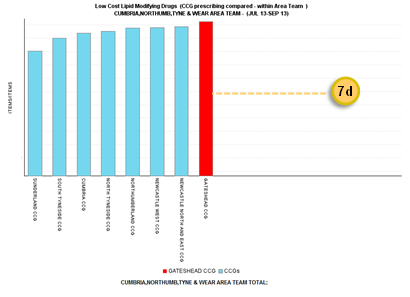 Low Cost Lipid Modifying Drugs (CCG prescribing compared - within Area Team )
CUMBRIA,NORTHUMB,TYNE & WEAR AREA TEAM - (JUL 13-SEP 13)
ITEMS/ITEMS
7d
SUNDERLAND CCG
SOUTH TYNESIDE CCG
CUMBRIA CCG
NORTH TYNESIDE CCG
NORTHUMBERLAND CCG
NEWCASTLE WEST CCG
NEWCASTLE NORTH AND EAST CCG
GATESHEAD CCG
GATESHEAD CCG CCGs
CUMBRIA,NORTHUMB,TYNE & WEAR AREA TEAM TOTAL: